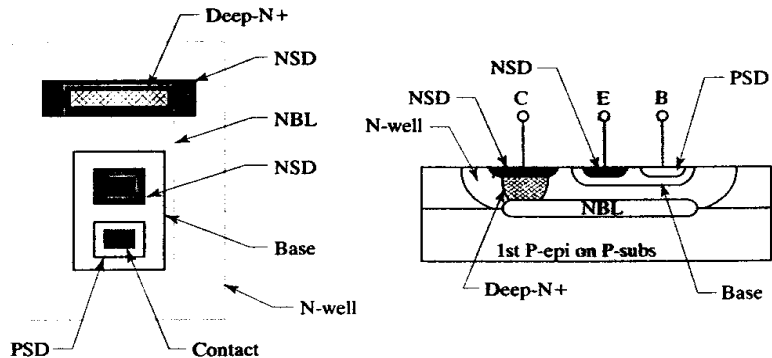 Deep-N+
NSD
NBL
NSD
Base
N-well
PSD
Contact
NSD
PSD
NSD
C
E
B
N-well
NBL
1st P-epi on P-subs
Deep-N+
Base